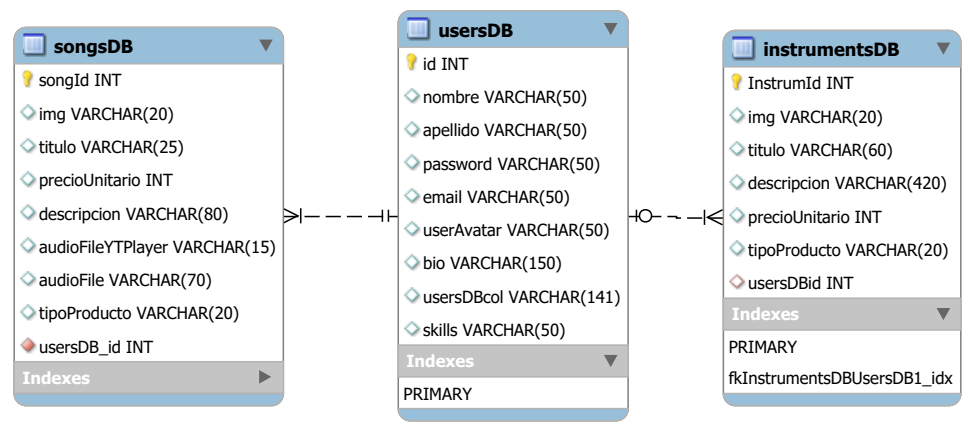 songsDB
songId INT
img VARCHAR(20)
titulo VARCHAR(25)
precioUnitario INT
descripcion VARCHAR(80)
audioFileYTPlayer VARCHAR(15)
audioFile VARCHAR(70)
tipoProducto VARCHAR(20)
usersDB_id INT
Indexes
usersDB
id INT
nombre VARCHAR(50)
apellido VARCHAR(50)
password VARCHAR(50)
email VARCHAR(50)
userAvatar VARCHAR(50)
bio VARCHAR(150)
usersDBcol VARCHAR(141)
skills VARCHAR(50)
Indexes
PRIMARY
instrumentsDB
InstrumId INT
img VARCHAR(20)
titulo VARCHAR(60)
descripcion VARCHAR(420)
precioUnitario INT
tipoProducto VARCHAR(20)
usersDBid INT
Indexes
PRIMARY
fkInstrumentsDBUsersDB1_idx